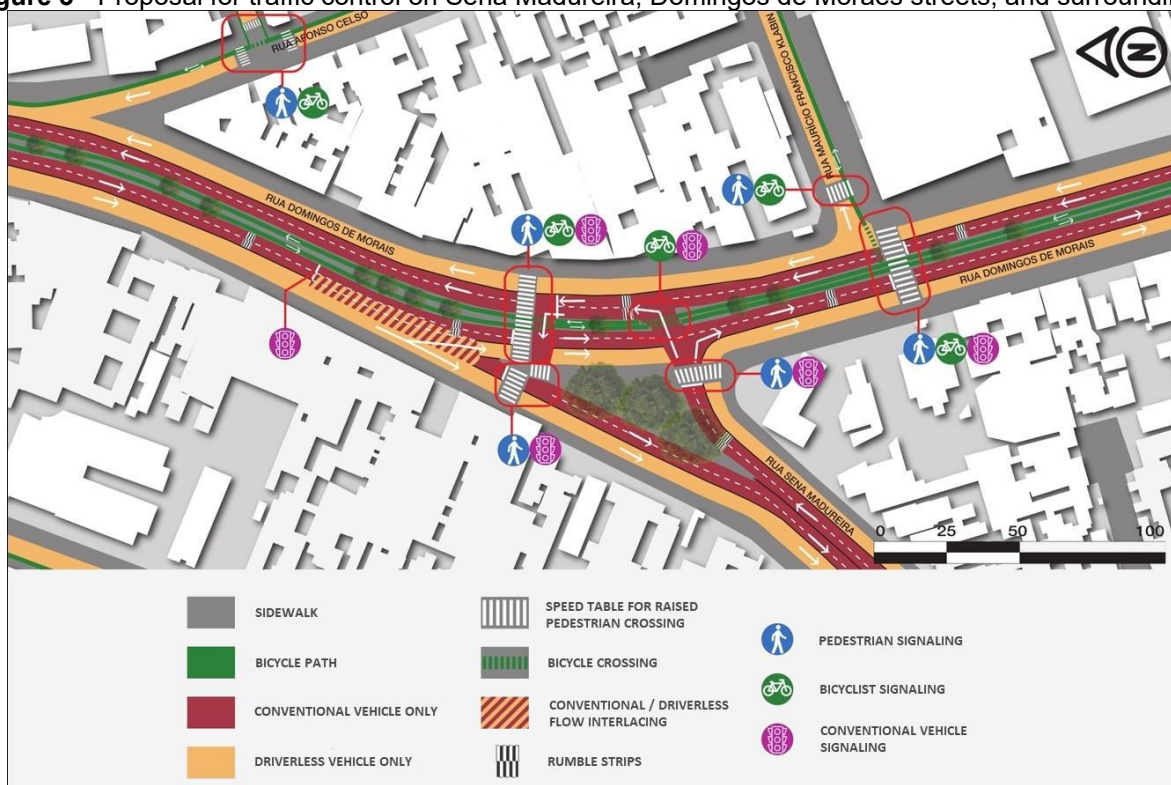 Proposal for traffic control on Sena Madureira, Domingos de Moraes streets, and
RUA AFONSO CELSO
RUA MAURÍCIO FRANCISCO KLABIN
N
RUA DOMINGOS DE MORAIS
RUA DOMINGOS DE MORAIS
RUA SENA MADUREIRA
0 25 50 100
SIDEWALK
BICYCLE PATH
CONVENTIONAL VEHICLE ONLY
DRIVERLESS VEHICLE ONLY
SPEED TABLE FOR RAISED
PEDESTRIAN CROSSING
BICYCLE CROSSING
CONVENTIONAL / DRIVERLESS
FLOW INTERLACING
RUMBLE STRIPS
PEDESTRIAN SIGNALING
BICYCLIST SIGNALING
CONVENTIONAL VEHICLE
SIGNALING